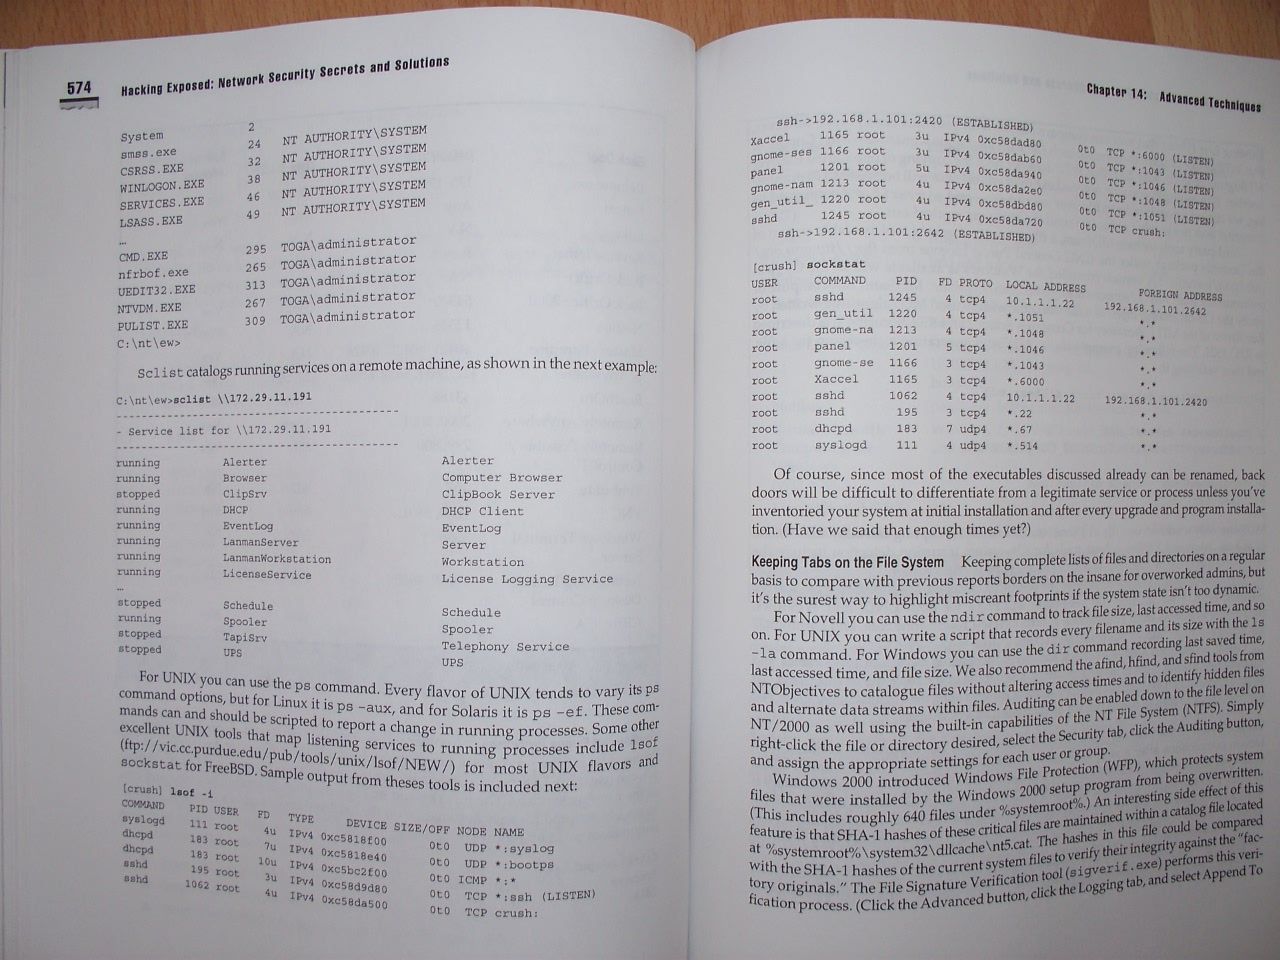 574
Hacking Exposed: Network Security Secrets and Solutions
System 2
smss.exe 24 NT AUTHORITY\SYSTEM
CSRSS.EXE 32 NT AUTHORITY\SYSTEM
WINLOGON.EXE 38 NT AUTHORITY\SYSTEM
SERVICES.EXE 46 NT AUTHORITY\SYSTEM
LSASS.EXE 49 NT AUTHORITY\SYSTEM
…
CMD.EXE 295 TOGA\administrator
nfrbof.exe 265 TOGA\administrator
UEDIT32.EXE 313 TOGA\administrator
NTVDM.EXE 267 TOGA\administrator
PULIST.EXE 309 TOGA\administrator
C:\nt\ew>
Sclist catalogs running services on a remote machine, as shown in the next example:
C:\nt\ew>sclist \\172.29.11.191
--------------------------------------------
- Service list for \\172.29.11.191
--------------------------------------------
running Alerter Alerter
running Browser Computer Browser
stopped ClipSrv ClipBook Server
running DHCP DHCP Client
running EventLog EventLog
running LanmanServer Server
running LanmanWorkstation Workstation
running LicenseService License Logging Service
…
stopped Schedule Schedule
running Spooler Spooler
stopped TapiSrv Telephony Service
stopped UPS UPS
For UNIX you can use the ps command. Every flavor of UNIX tends to vary its ps
command options, but for Linux it is ps –aux, and for Solaris it is ps –ef. These com-
mands can and should be scripted to report a change in running processes. Some other
excellent UNIX tools that map listening services to running processes include lsof
(ftp://vic.cc.purdue.edu/pub/tools/unix/lsof/NEW/) for most UNIX flavors and
sockstat for FreeBSD. Sample output from theses tools is included next:
[crush] lsof -i
COMMAND PID USER FD TYPE DEVICE SIZE/OFF NODE NAME
syslogd 111 root 4u IPv4 0xc5818f00 0t0 UDP *:syslog
dhcpd 183 root 7u IPv4 0xc5818e40 0t0 UDP *:bootps
dhcpd 183 root 10u IPv4 0xc5bc2f00 0t0 ICMP *:*
sshd 195 root 3u IPv4 0xc58d9d80 0t0 TCP *:ssh (LISTEN)
sshd 1062 root 4u IPv4 0xc58da500 0t0 TCP crush:
Chapter 14: Advanced Techniques
ssh->192.168.1.101:2420 (ESTABLISHED)
Xaccel 1165 root 3u IPv4 0xc58dad80 0t0 TCP *:6000 (LISTEN)
gnome-ses 1166 root 3u IPv4 0xc58dab60 0t0 TCP *:1043 (LISTEN)
panel 1201 root 5u IPv4 0xc58da940 0t0 TCP *:1046 (LISTEN)
gnome-nam 1213 root 4u IPv4 0xc58da2e0 0t0 TCP *:1048 (LISTEN)
gen_util_ 1220 root 4u IPv4 0xc58dbd80 0t0 TCP *:1051 (LISTEN)
sshd 1245 root 4u IPv4 0xc58da720 0t0 TCP crush:
ssh->192.168.1.101:2642 (ESTABLISHED)
[crush] sockstat
USER COMMAND PID FD PROTO LOCAL ADDRESS FOREIGN ADDRESS
root sshd 1245 4 tcp4 10.1.1.1.22 192.168.1.101.2642
root gen_util 1220 4 tcp4 *.1051 *.*
root gnome-na 1213 4 tcp4 *.1048 *.*
root panel 1201 5 tcp4 *.1046 *.*
root gnome-se 1166 3 tcp4 *.1043 *.*
root Xaccel 1165 3 tcp4 *.6000 *.*
root sshd 1062 4 tcp4 10.1.1.1.22 192.168.1.101.2420
root sshd 195 3 tcp4 *.22 *.*
root dhcpd 183 7 udp4 *.67 *.*
root syslogd 111 4 udp4 *.514 *.*
Of course, since most of the executables discussed already can be renamed, back
doors will be difficult to differentiate from a legitimate service or process unless you've
inventoried your system at initial installation and after every upgrade and program installa-
tion. (Have we said that enough times yet?)
Keeping Tabs on the File System Keeping complete lists of files and directories on a regular
basis to compare with previous reports borders on the insane for overworked admins, but
it's the surest way to highlight miscreant footprints if the system state isn't too dynamic.
For Novell you can use the ndir command to track file size, last accessed time, and so
on. For UNIX you can write a script that records every filename and its size with the ls
–la command. For Windows you can use the dir command recording last saved time,
last accessed time, and file size. We also recommend the afind, hfind, and sfind tools from
NTObjectives to catalogue files without altering access times and to identify hidden files
and alternate data streams within files. Auditing can be enabled down to the file level on
NT/2000 as well using the built-in capabilities of the NT File System (NTFS). Simply
right-click the file or directory desired, select the Security tab, click the Auditing button,
and assign the appropriate settings for each user or group.
Windows 2000 introduced Windows File Protection (WFP), which protects system
files that were installed by the Windows 2000 setup program from being overwritten.
(This includes roughly 640 files under %systemroot%.) An interesting side effect of this
feature is that SHA-1 hashes of these critical files are maintained within a catalog file located
at %systemroot%\system32\dllcache\nt5.cat. The hashes in this file could be compared
with the SHA-1 hashes of the current system files to verify their integrity against the "fac-
tory originals." The File Signature Verification tool (sigverif.exe) performs this veri-
fication process. (Click the Advanced button, click the Logging tab, and select Append To